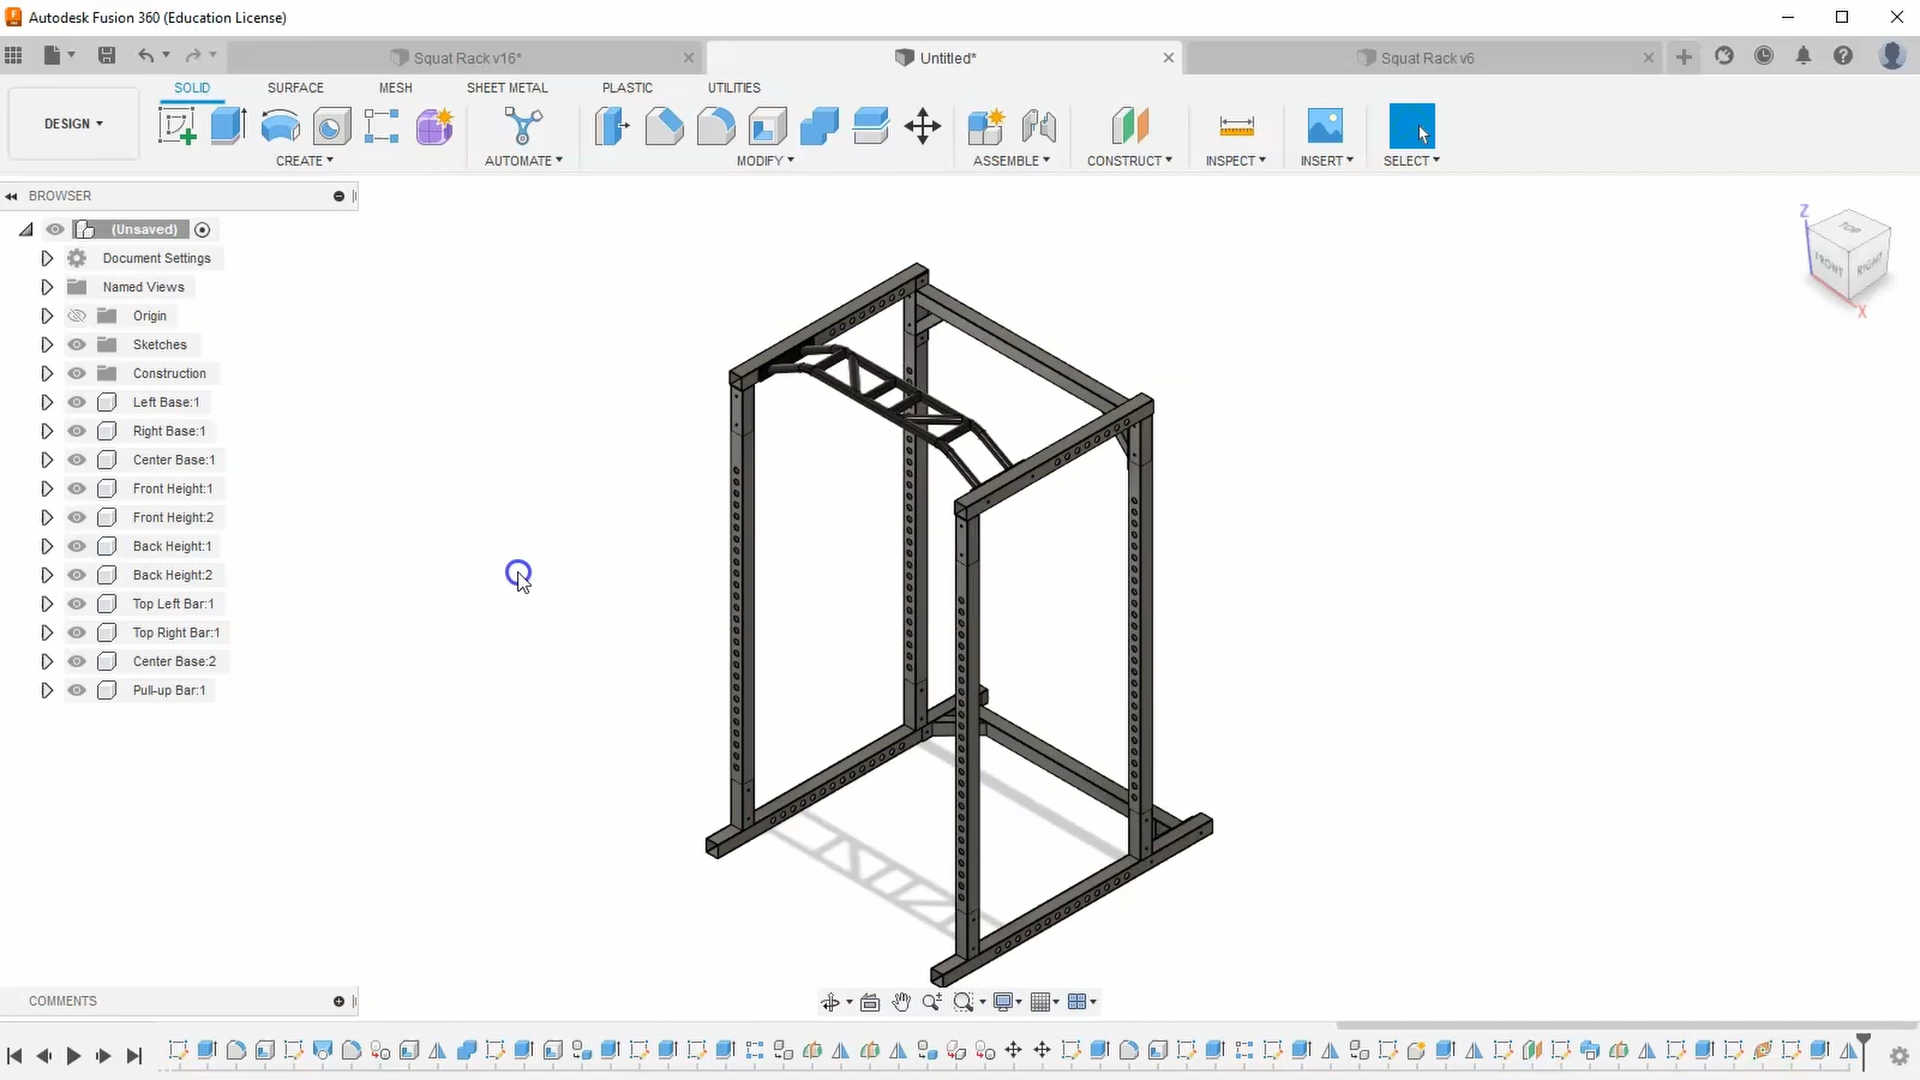 Autodesk Fusion 360 (Education License)
Squat Rack v16*
Untitled*
Squat Rack v6
SOLID
SURFACE
MESH
SHEET METAL
PLASTIC
UTILITIES
DESIGN
CREATE
AUTOMATE
MODIFY
ASSEMBLE
CONSTRUCT
INSPECT
INSERT
SELECT
BROWSER
(Unsaved)
Document Settings
Named Views
Origin
Sketches
Construction
Left Base:1
Right Base:1
Center Base:1
Front Height:1
Front Height:2
Back Height:1
Back Height:2
Top Left Bar:1
Top Right Bar:1
Center Base:2
Pull-up Bar:1
Z
TOP
FRONT
RIGHT
X
COMMENTS